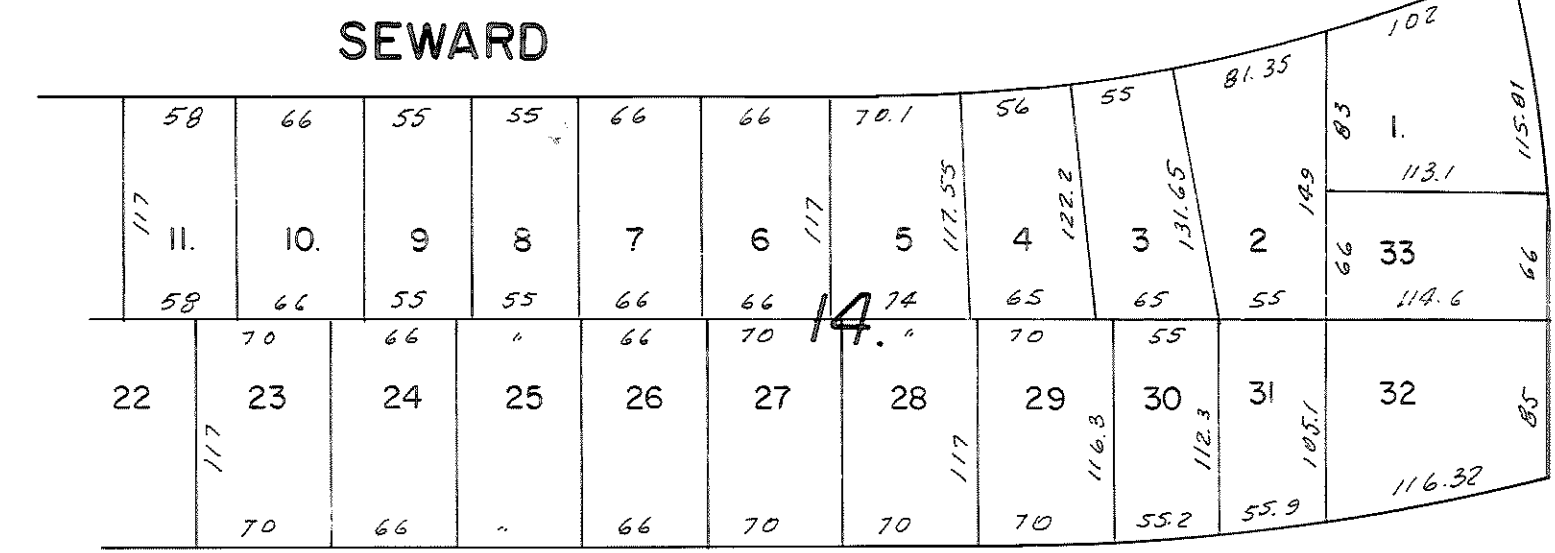 SEWARD
102
58 66 55 55 66 66 70.1 56 55 81.35
117 117 117.55 122.2 131.65 149 83 1. 115.81
113.1
11. 10. 9 8 7 6 5 4 3 2 66 33 66
58 66 55 55 66 66 74 65 65 55 114.6
14.
70 66 " 66 70 " 70 55
22 23 24 25 26 27 28 29 30 31 32 85
117 117 116.3 112.3 105.1
116.32
70 66 " 66 70 70 70 55.2 55.9